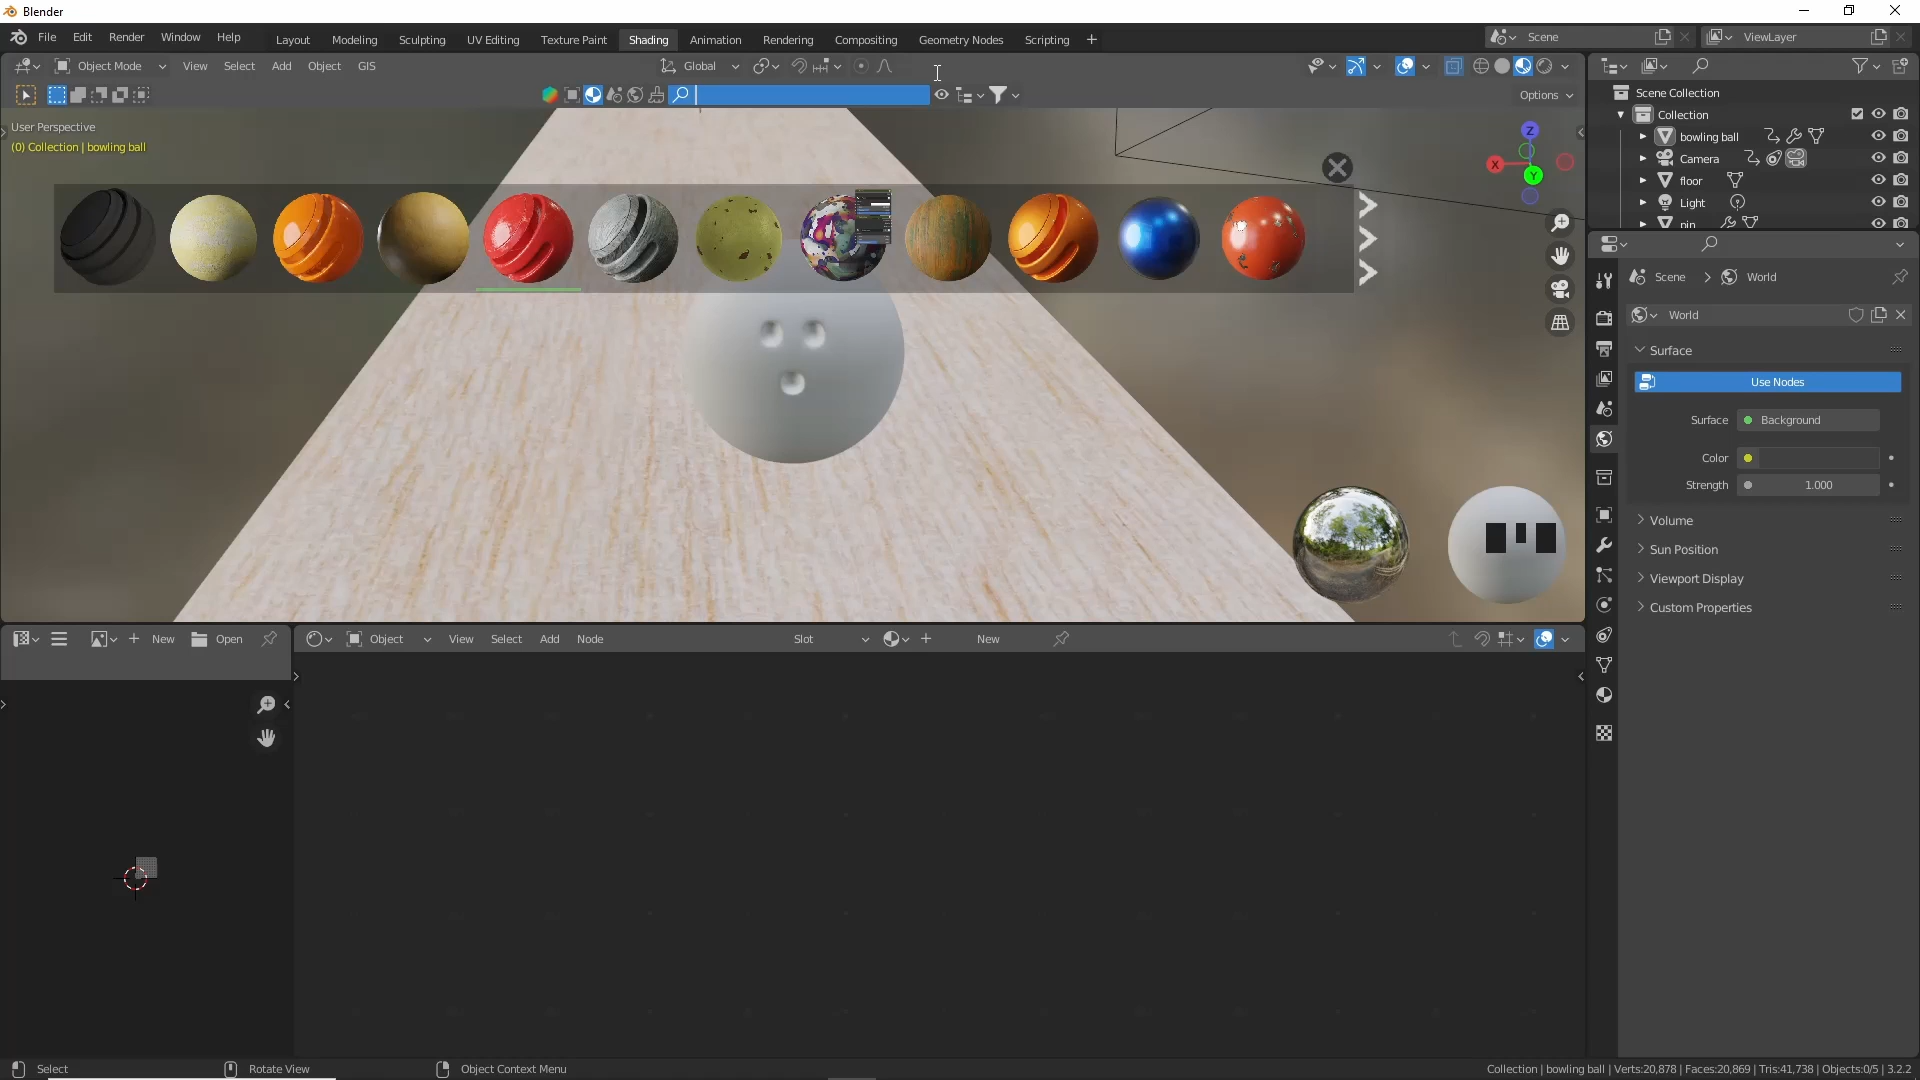 Blender
File Edit Render Window Help
Layout Modeling Sculpting UV Editing Texture Paint Shading Animation Rendering Compositing Geometry Nodes Scripting
Scene
ViewLayer
Object Mode View Select Add Object GIS
Global
Options
User Perspective
(0) Collection | bowling ball
Z
X
Y
Scene Collection
Collection
bowling ball
Camera
floor
Light
pin
Scene > World
World
Surface
Use Nodes
Surface Background
Color
Strength 1.000
Volume
Sun Position
Viewport Display
Custom Properties
New Open
Object View Select Add Node Slot New
Select Rotate View Object Context Menu
Collection | bowling ball | Verts:20,878 | Faces:20,869 | Tris:41,738 | Objects:0/5 | 3.2.2